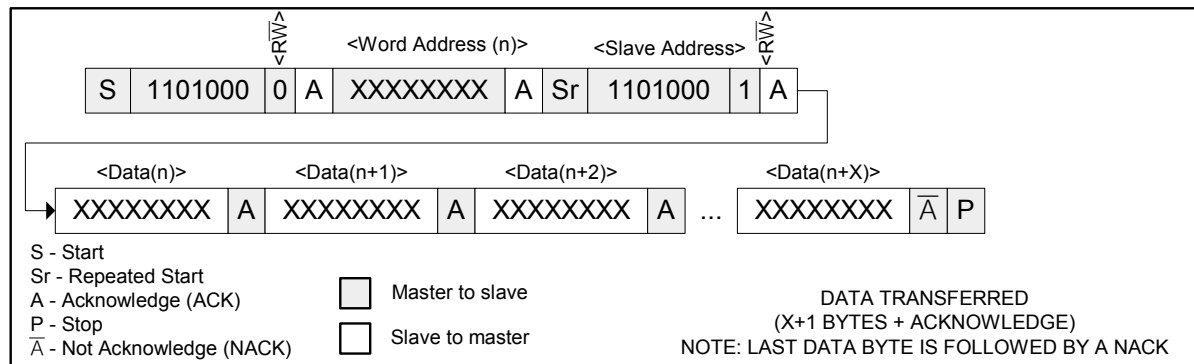 <RW̅> <Word Address (n)> <Slave Address> <RW̅>
S 1101000 0 A XXXXXXXX A Sr 1101000 1 A
<Data(n)> <Data(n+1)> <Data(n+2)> <Data(n+X)>
XXXXXXXX A XXXXXXXX A XXXXXXXX A ... XXXXXXXX A̅ P
S - Start
Sr - Repeated Start
A - Acknowledge (ACK)
P - Stop
A̅ - Not Acknowledge (NACK)
Master to slave
Slave to master
DATA TRANSFERRED
(X+1 BYTES + ACKNOWLEDGE)
NOTE: LAST DATA BYTE IS FOLLOWED BY A NACK